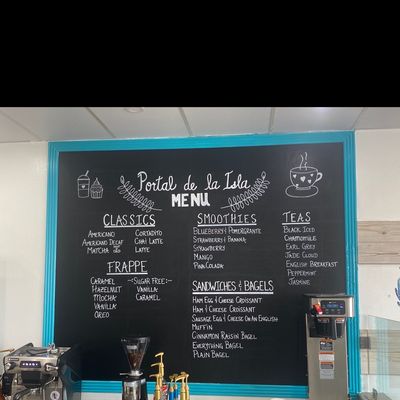 Portal de la Isla
MENU
CLASSICS
AMERICANO
AMERICANO DECAF
MATCHA
CORTADITO
CHAI LATTE
LATTE
FRAPPE
CARAMEL
HAZELNUT
MOCHA
VANILLA
OREO
SUGAR FREE:
VANILLA
CARAMEL
SMOOTHIES
BLUEBERRY & POMEGRANATE
STRAWBERRY & BANANA
STRAWBERRY
MANGO
PINA COLADA
SANDWICHES & BAGELS
HAM EGG & CHEESE CROISSANT
HAM & CHEESE CROISSANT
SAUSAGE EGG & CHEESE ON AN ENGLISH
MUFFIN
CINNAMON RAISIN BAGEL
EVERYTHING BAGEL
PLAIN BAGEL
TEAS
BLACK ICED
CHAMOMILE
EARL GREY
JADE CLOUD
ENGLISH BREAKFAST
PEPPERMINT
JASMINE